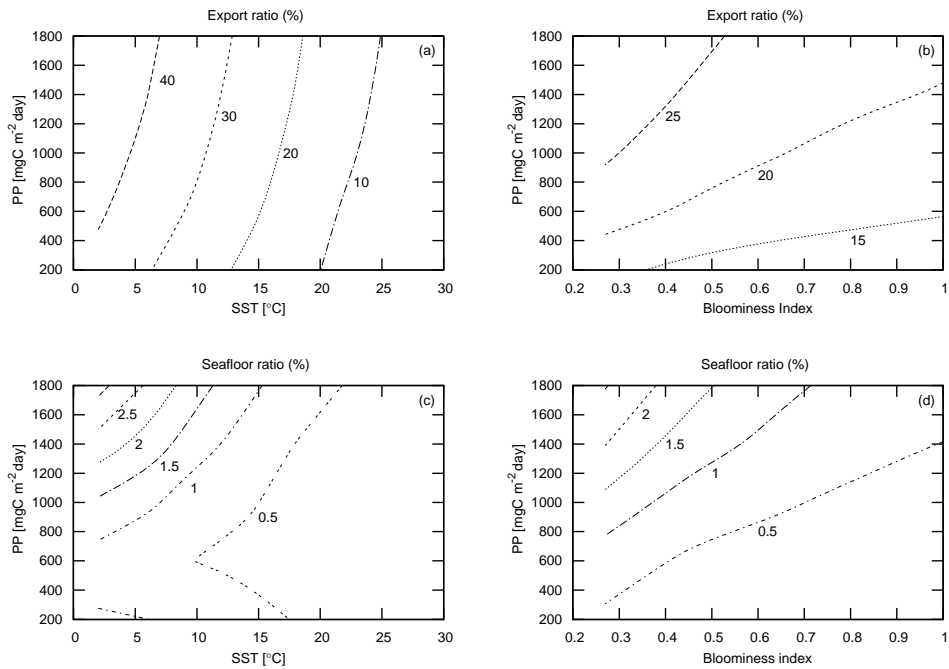 Export ratio (%)
(a)
1800
1600
1400
1200
1000
800
600
400
200
PP [mgC m-2 day]
40
30
20
10
0 5 10 15 20 25 30
SST [°C]
Export ratio (%)
(b)
1800
1600
1400
1200
1000
800
600
400
200
PP [mgC m-2 day]
25
20
15
0.2 0.3 0.4 0.5 0.6 0.7 0.8 0.9 1
Bloominess Index
Seafloor ratio (%)
(c)
1800
1600
1400
1200
1000
800
600
400
200
PP [mgC m-2 day]
2.5
2
1.5
1
0.5
0 5 10 15 20 25 30
SST [°C]
Seafloor ratio (%)
(d)
1800
1600
1400
1200
1000
800
600
400
200
PP [mgC m-2 day]
2
1.5
1
0.5
0.2 0.3 0.4 0.5 0.6 0.7 0.8 0.9 1
Bloominess index